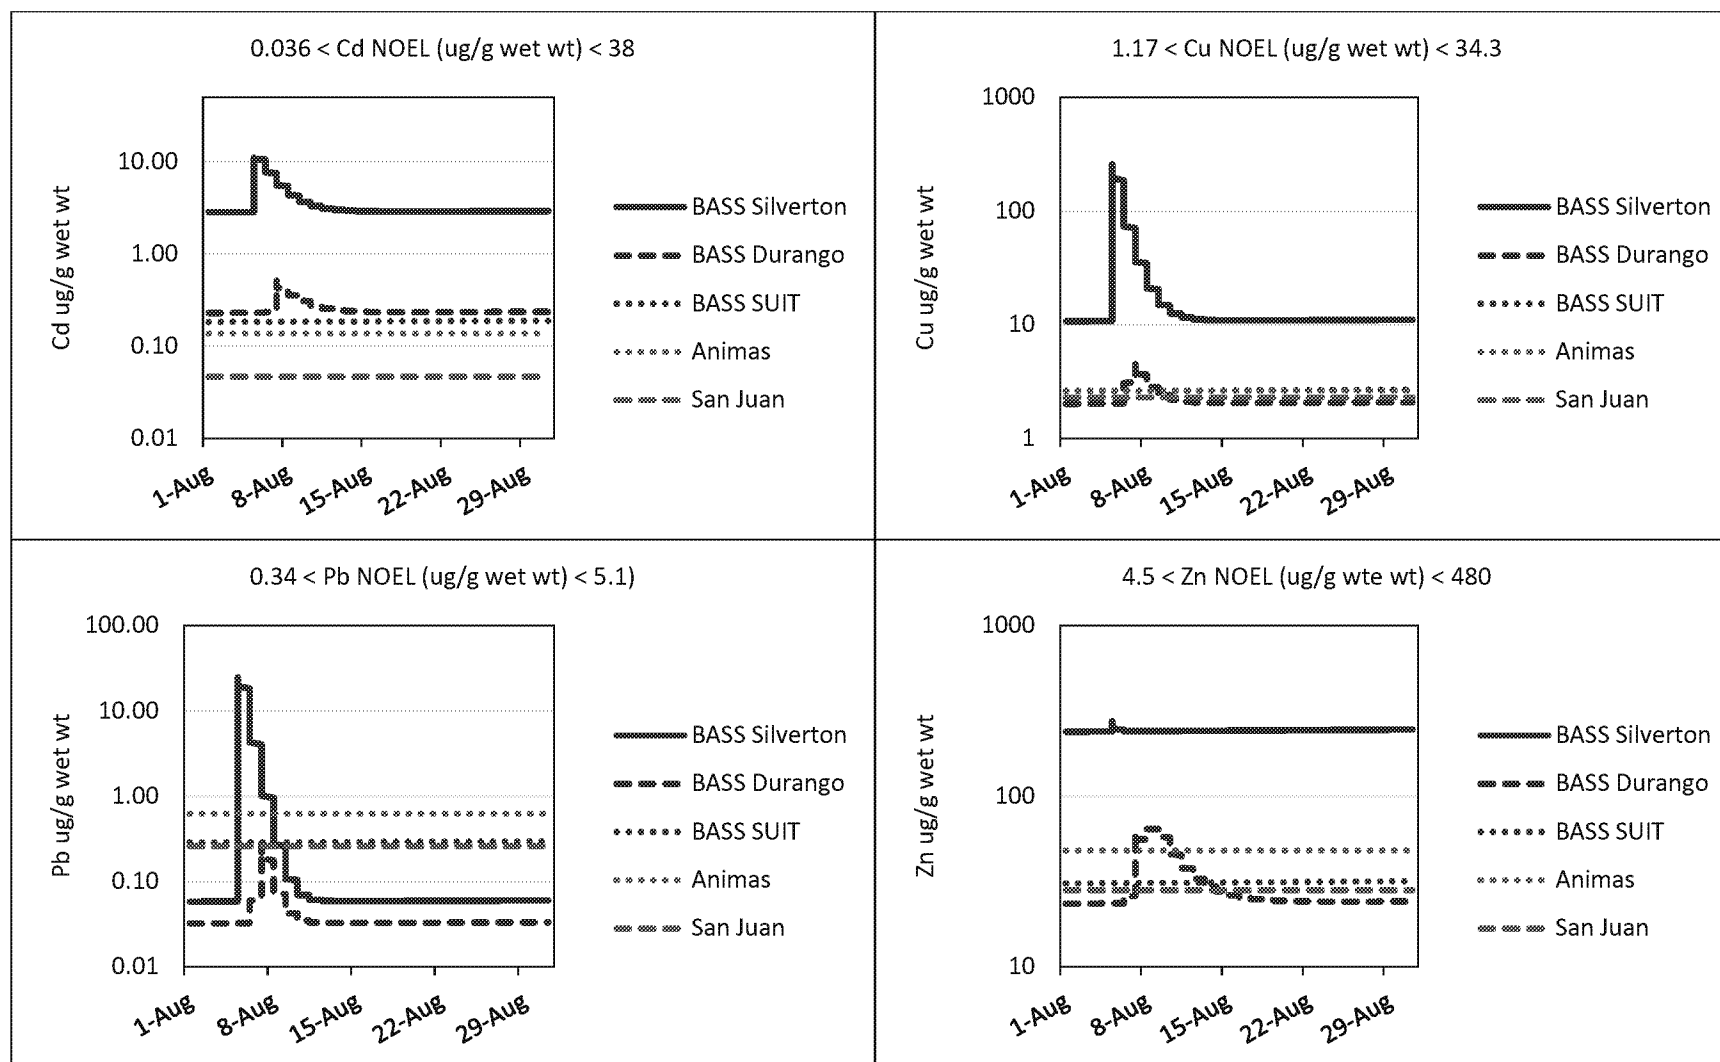 0.036 < Cd NOEL (ug/g wet wt) < 38
Cd ug/g wet wt
10.00
1.00
0.10
0.01
1-Aug
8-Aug
15-Aug
22-Aug
29-Aug
BASS Silverton
BASS Durango
BASS SUIT
Animas
San Juan
1.17 < Cu NOEL (ug/g wet wt) < 34.3
Cu ug/g wet wt
1000
100
10
1
1-Aug
8-Aug
15-Aug
22-Aug
29-Aug
BASS Silverton
BASS Durango
BASS SUIT
Animas
San Juan
0.34 < Pb NOEL (ug/g wet wt) < 5.1)
Pb ug/g wet wt
100.00
10.00
1.00
0.10
0.01
1-Aug
8-Aug
15-Aug
22-Aug
29-Aug
BASS Silverton
BASS Durango
BASS SUIT
Animas
San Juan
4.5 < Zn NOEL (ug/g wte wt) < 480
Zn ug/g wet wt
1000
100
10
1-Aug
8-Aug
15-Aug
22-Aug
29-Aug
BASS Silverton
BASS Durango
BASS SUIT
Animas
San Juan